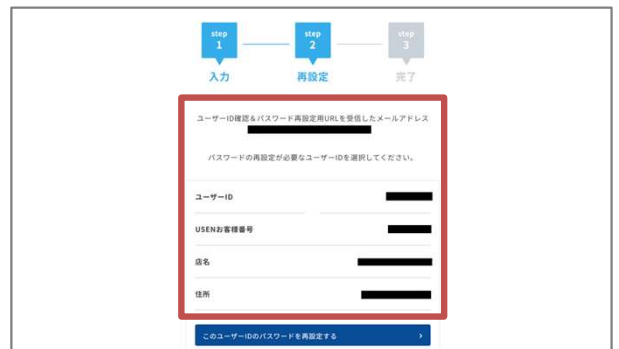 step
1
step
2
step
3
入力
再設定
完了
ユーザーID確認＆パスワード再設定用URLを受信したメールアドレス
パスワードの再設定が必要なユーザーIDを選択してください。
ユーザーID
USENお客様番号
店名
住所
このユーザーIDのパスワードを再設定する